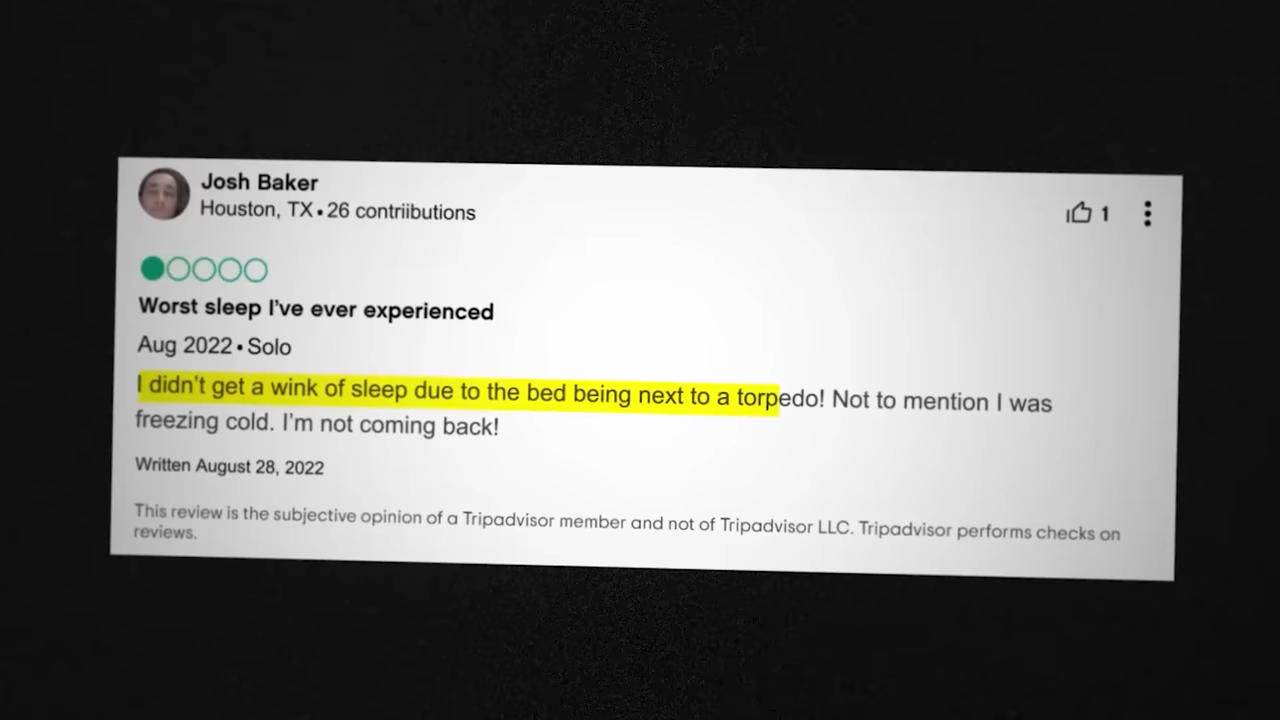 Josh Baker
Houston, TX • 26 contriibutions
1
Worst sleep I've ever experienced
Aug 2022 • Solo
I didn't get a wink of sleep due to the bed being next to a torpedo! Not to mention I was
freezing cold. I'm not coming back!
Written August 28, 2022
This review is the subjective opinion of a Tripadvisor member and not of Tripadvisor LLC. Tripadvisor performs checks on
reviews.